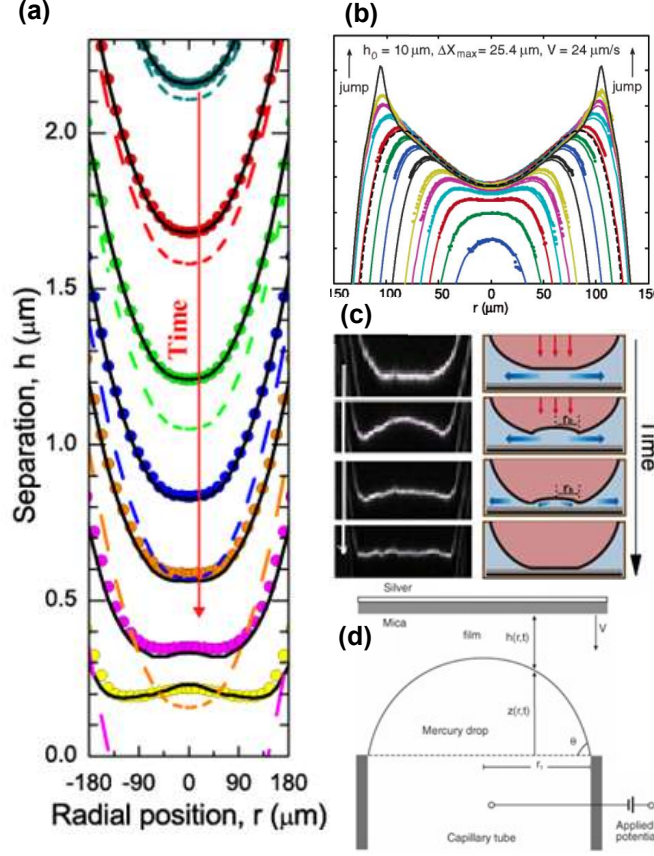 (a)
Separation, h (μm)
2.0
1.5
1.0
0.5
0.0
Time
-180 -90 0 90 180
Radial position, r (μm)
(b)
h₀ = 10 μm, ΔXmax= 25.4 μm, V = 24 μm/s
jump
jump
150 100 50 0 50 100 150
r (μm)
(c)
Time
Silver
Mica
(d)
film
h(r,t)
V
z(r,t)
Mercury drop
θ
Capillary tube
Applied
potential